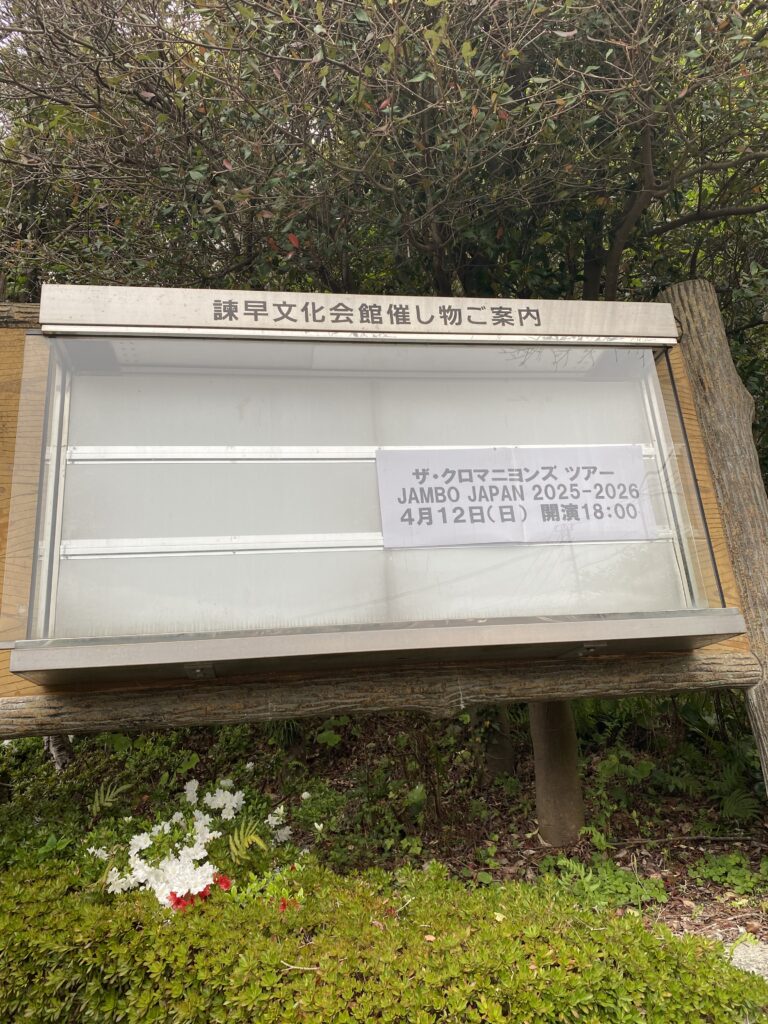 諫早文化会館催し物ご案内
ザ・クロマニヨンズ ツアー
JAMBO JAPAN 2025-2026
4月12日(日) 開演18:00